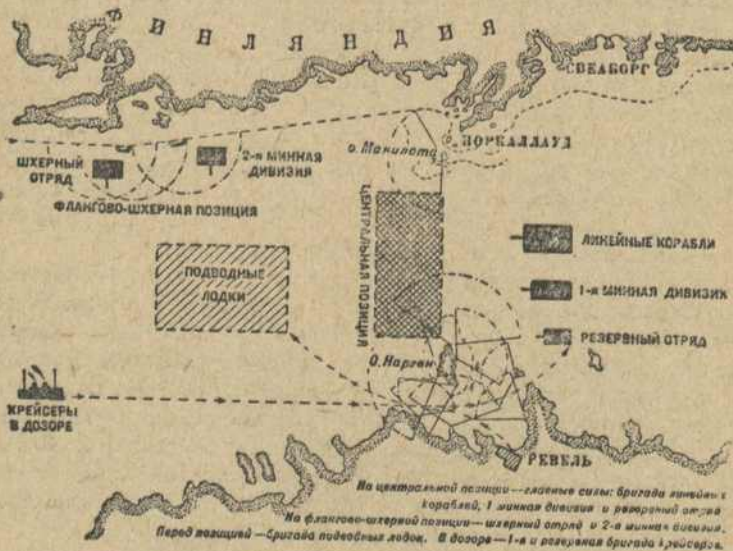 ФИНЛЯНДИЯ
СВЕАБОРГ
ПОРКАЛЛАУД
о. Макилото
ШХЕРНЫЙ
ОТРЯД
2-я МИННАЯ
ДИВИЗИЯ
ФЛАНГОВО-ШХЕРНАЯ ПОЗИЦИЯ
ЦЕНТРАЛЬНАЯ ПОЗИЦИЯ
ЛИНЕЙНЫЕ КОРАБЛИ
ПОДВОДНЫЕ
ЛОДКИ
1-я МИННАЯ ДИВИЗИЯ
РЕЗЕРВНЫЙ ОТРЯД
О. Нарген
КРЕЙСЕРЫ
В ДОЗОРЕ
РЕВЕЛЬ
На центральной позиции — главные силы: бригада линейных
кораблей, 1 минная дивизия и резервный отряд
На флангово-шхерной позиции — шхерный отряд и 2-я минная дивизия.
Перед позицией — бригада подводных лодок. В дозоре — 1-я и резервная бригада крейсеров.